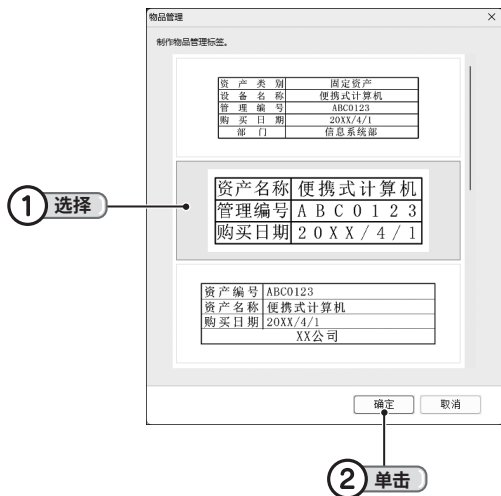 物品管理 ×
制作物品管理标签。
资产类别 固定资产
设备名称 便携式计算机
管理编号 ABC0123
购买日期 20XX/4/1
部门 信息系统部
① 选择
资产名称 便携式计算机
管理编号 ABC0123
购买日期 20XX/4/1
资产编号 ABC0123
资产名称 便携式计算机
购买日期 20XX/4/1
XX公司
确定 取消
② 单击